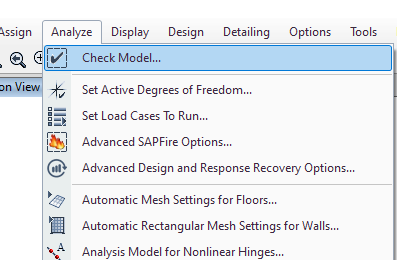 Assign Analyze Display Design Detailing Options Tools
Check Model...
on View
Set Active Degrees of Freedom...
Set Load Cases To Run...
Advanced SAPFire Options...
Advanced Design and Response Recovery Options...
Automatic Mesh Settings for Floors...
Automatic Rectangular Mesh Settings for Walls...
A
Analysis Model for Nonlinear Hinges...